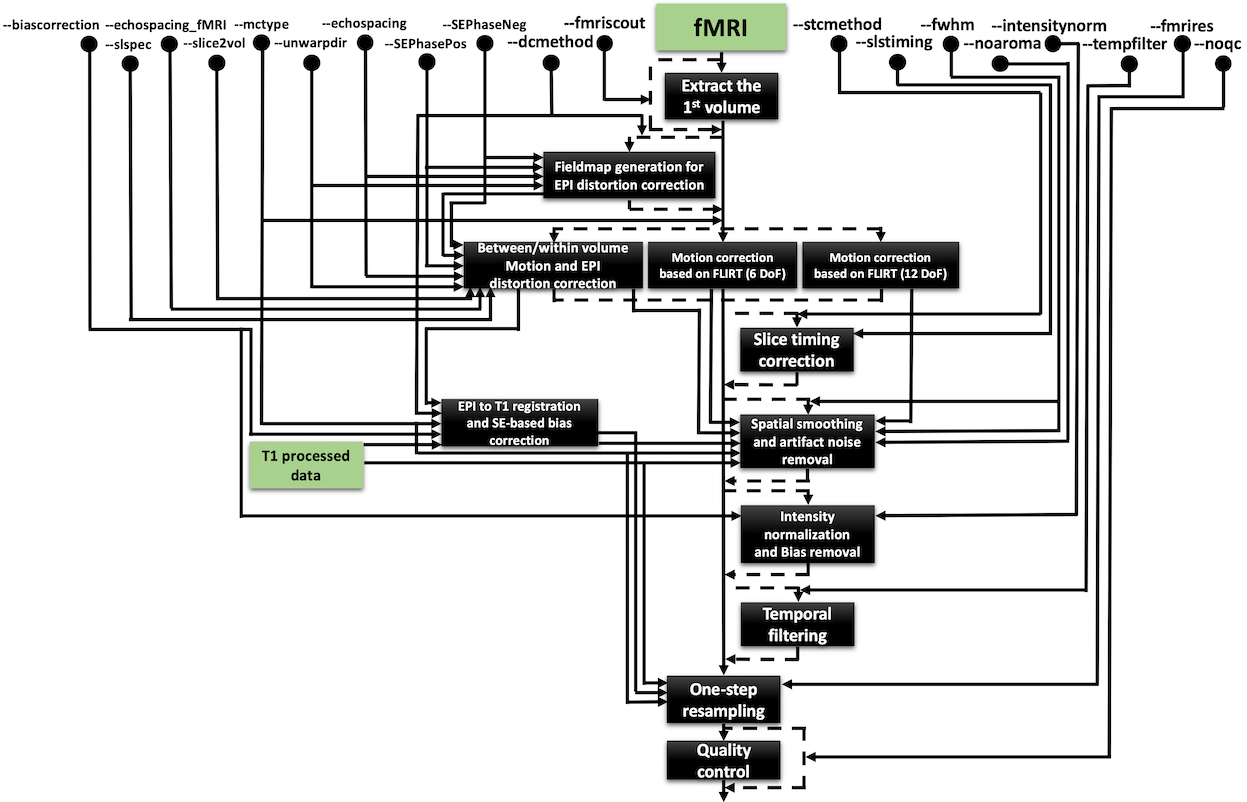 --biascorrection
--echospacing_fMRI
--mctype
--echospacing
--SEPhaseNeg
--fmriscout
fMRI
--stcmethod
--fwhm
--intensitynorm
--fmrires
--slspec
--slice2vol
--unwarpdir
--SEPhasePos
--dcmethod
--slstiming
--noaroma
--tempfilter
--noqc
Extract the
1st volume
Fieldmap generation for
EPI distortion correction
Between/within volume
Motion and EPI
distortion correction
Motion correction
based on FLIRT (6 DoF)
Motion correction
based on FLIRT (12 DoF)
Slice timing
correction
EPI to T1 registration
and SE-based bias
correction
T1 processed
data
Spatial smoothing
and artifact noise
removal
Intensity
normalization
and Bias removal
Temporal
filtering
One-step
resampling
Quality
control